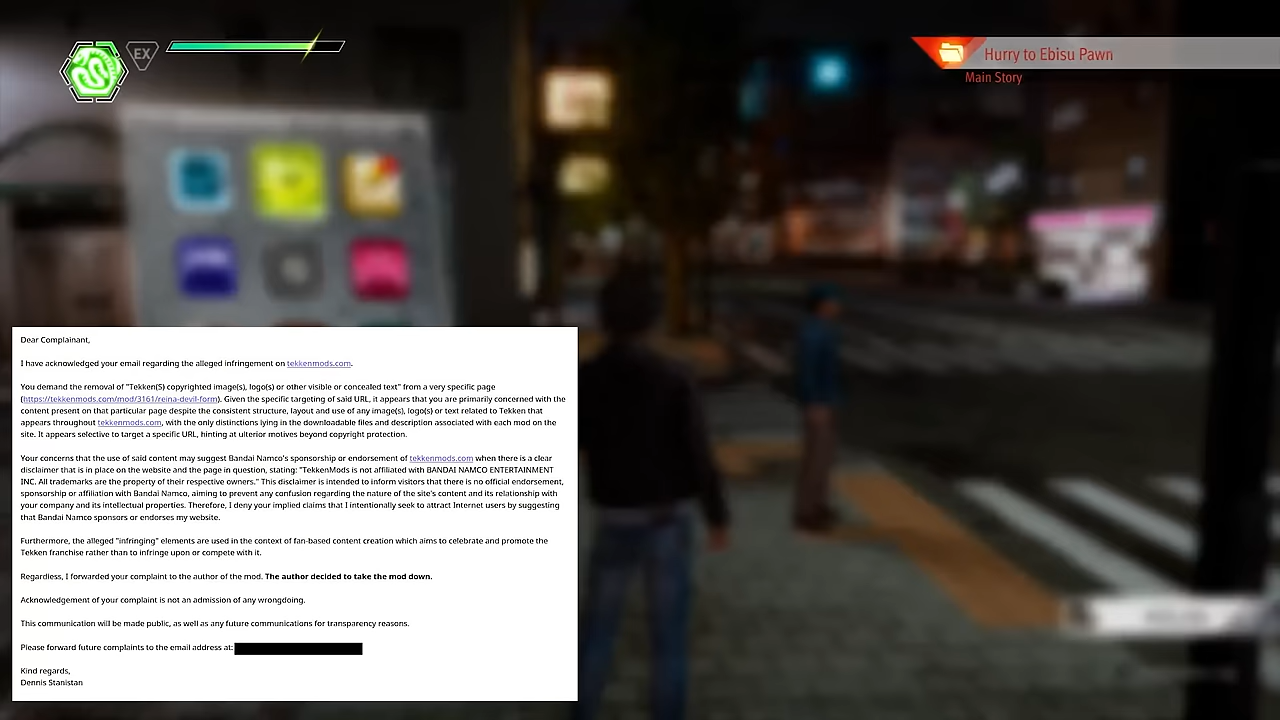 EX
Hurry to Ebisu Pawn
Main Story
Dear Complainant,
I have acknowledged your email regarding the alleged infringement on tekkenmods.com.
You demand the removal of "Tekken(S) copyrighted image(s), logo(s) or other visible or concealed text" from a very specific page
(https://tekkenmods.com/mod/3161/reina-devil-form). Given the specific targeting of said URL, it appears that you are primarily concerned with the
content present on that particular page despite the consistent structure, layout and use of any image(s), logo(s) or text related to Tekken that
appears throughout tekkenmods.com, with the only distinctions lying in the downloadable files and description associated with each mod on the
site. It appears selective to target a specific URL, hinting at ulterior motives beyond copyright protection.
Your concerns that the use of said content may suggest Bandai Namco's sponsorship or endorsement of tekkenmods.com when there is a clear
disclaimer that is in place on the website and the page in question, stating: "TekkenMods is not affiliated with BANDAI NAMCO ENTERTAINMENT
INC. All trademarks are the property of their respective owners." This disclaimer is intended to inform visitors that there is no official endorsement,
sponsorship or affiliation with Bandai Namco, aiming to prevent any confusion regarding the nature of the site's content and its relationship with
your company and its intellectual properties. Therefore, I deny your implied claims that I intentionally seek to attract Internet users by suggesting
that Bandai Namco sponsors or endorses my website.
Furthermore, the alleged "infringing" elements are used in the context of fan-based content creation which aims to celebrate and promote the
Tekken franchise rather than to infringe upon or compete with it.
Regardless, I forwarded your complaint to the author of the mod. The author decided to take the mod down.
Acknowledgement of your complaint is not an admission of any wrongdoing.
This communication will be made public, as well as any future communications for transparency reasons.
Please forward future complaints to the email address at:
Kind regards,
Dennis Stanistan